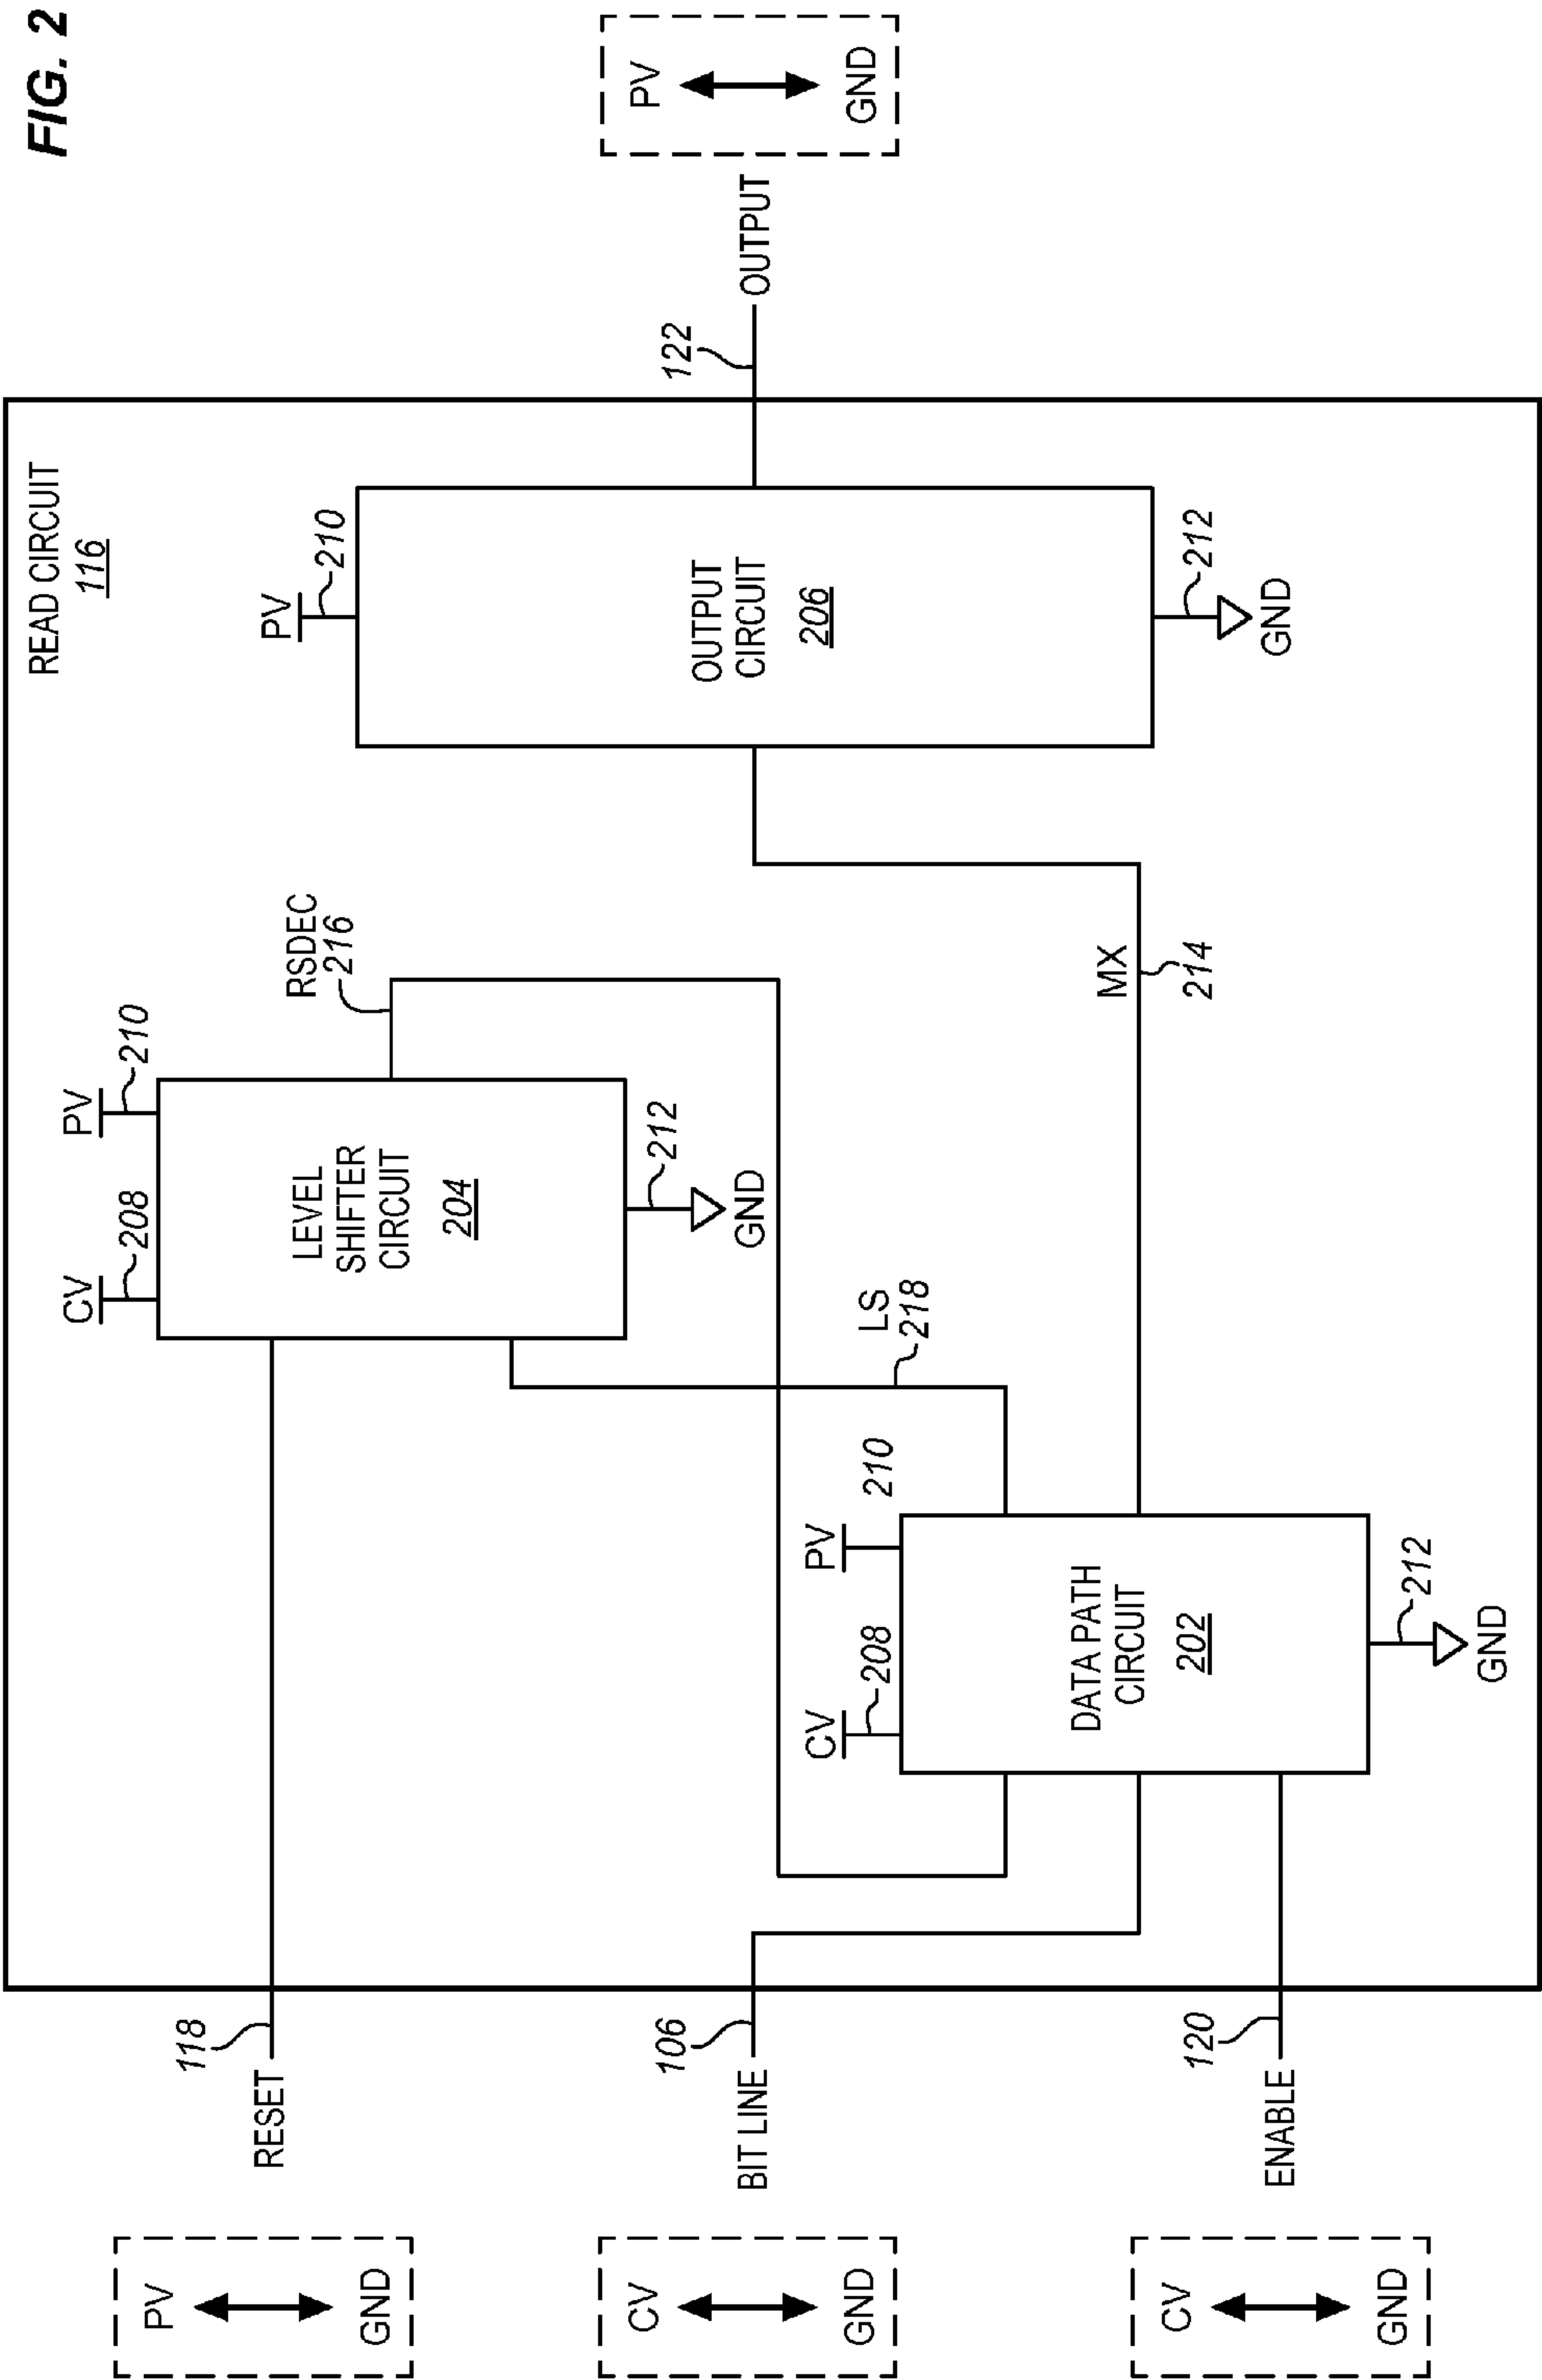 FIG. 2
READ CIRCUIT
116
CV
208
PV
210
LEVEL
SHIFTER
CIRCUIT
204
212
GND
RSDEC
216
PV
210
OUTPUT
CIRCUIT
206
212
GND
PV
GND
RESET
118
PV
GND
OUTPUT
122
CV
GND
BIT LINE
106
LS
218
CV
208
PV
210
DATA PATH
CIRCUIT
202
212
GND
MX
214
CV
GND
ENABLE
120